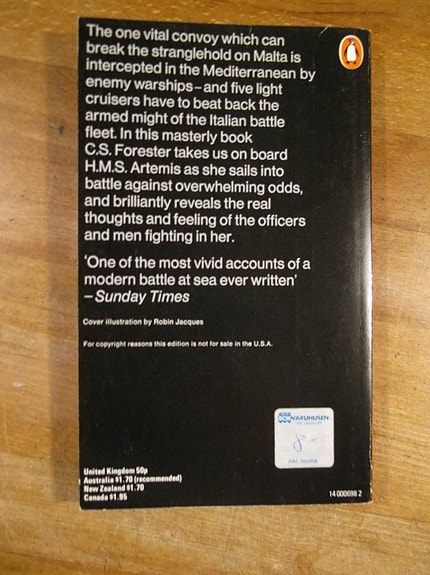 The one vital convoy which can
break the stranglehold on Malta is
intercepted in the Mediterranean by
enemy warships–and five light
cruisers have to beat back the
armed might of the Italian battle
fleet. In this masterly book
C.S. Forester takes us on board
H.M.S. Artemis as she sails into
battle against overwhelming odds,
and brilliantly reveals the real
thoughts and feeling of the officers
and men fighting in her.
'One of the most vivid accounts of a
modern battle at sea ever written'
– Sunday Times
Cover illustration by Robin Jacques
For copyright reasons this edition is not for sale in the U.S.A.
VARUHUSEN
8-
United Kingdom 50p
Australia $1.70 (recommended)
New Zealand $1.70
Canada $1.95
14 000698 2